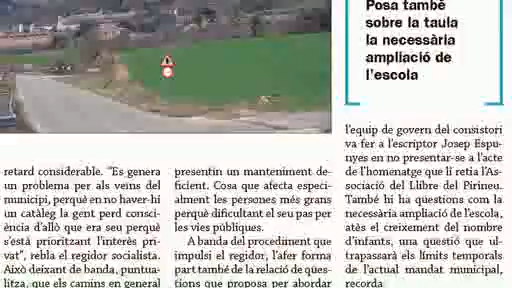 Posa també
sobre la taula
la necessària
ampliació de
l'escola
retard considerable. "Es genera
un problema per als veïns del
municipi, perquè en no haver-hi
un catàleg la gent perd consci
ència d'allò que era seu perquè
s'està prioritzant l'interès pri-
vat", rebla el regidor socialista.
Això deixant de banda, puntua-
litza, que els camins en general
presentin un manteniment de-
ficient. Cosa que afecta especi-
alment les persones més grans
perquè dificultent el seu pas per
les vies públiques.
A banda del procediment que
impulsi el regidor, l'afer forma
part també de la relació de qües-
tions que proposa per abordar
l'equip de govern del consistori
va fer a l'escriptor Josep Espu-
nyes en no presentar-se a l'acte
de l'homenatge que li retia l'As-
sociació del Llibre del Pirineu.
També hi ha qüestions com la
necessària ampliació de l'escola,
atès el creixement del nombre
d'infants, una qüestió que ul-
trapassarà els límits temporals
de l'actual mandat municipal,
recorda